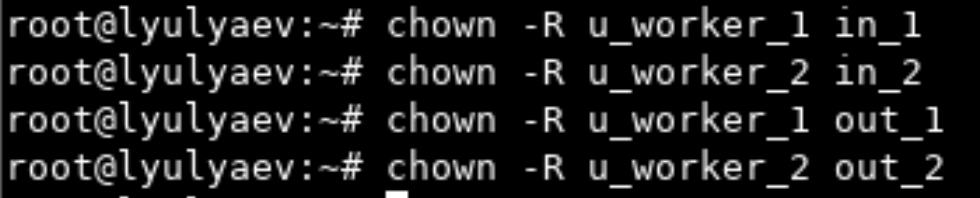 root@lyulyaev:~# chown -R u_worker_1 in_1
root@lyulyaev:~# chown -R u_worker_2 in_2
root@lyulyaev:~# chown -R u_worker_1 out_1
root@lyulyaev:~# chown -R u_worker_2 out_2